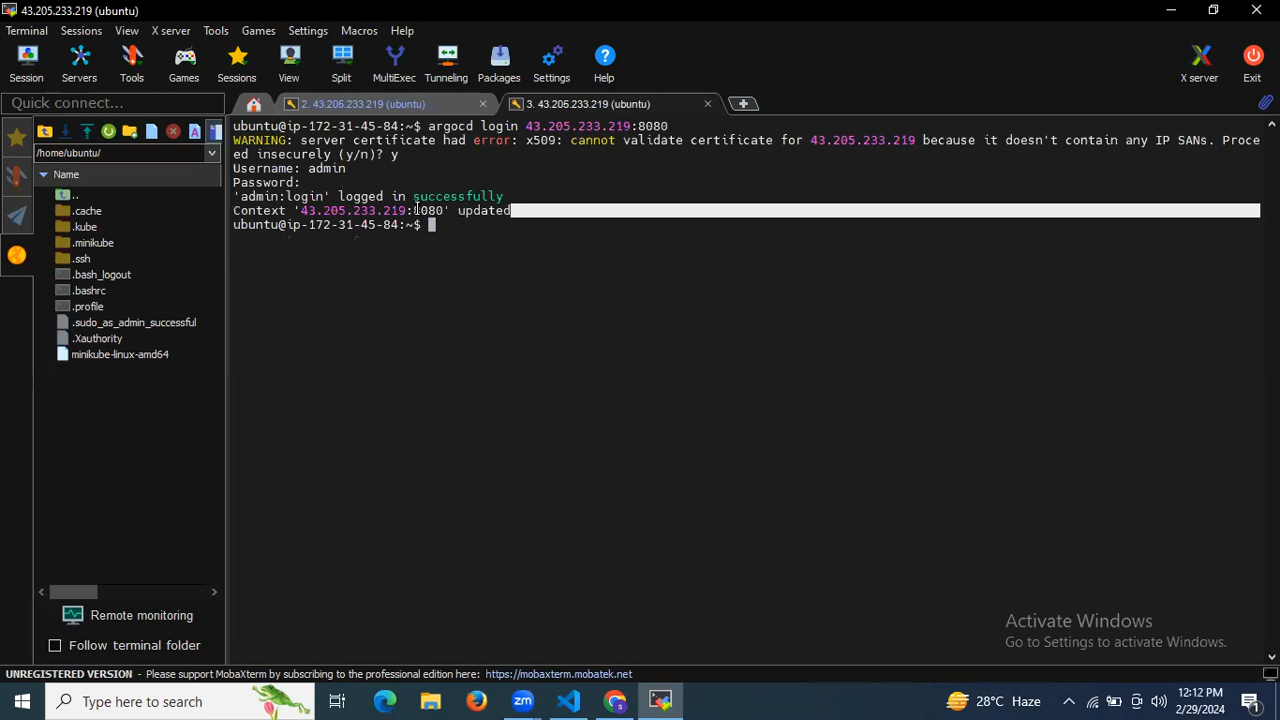 43.205.233.219 (ubuntu)
Terminal Sessions View X server Tools Games Settings Macros Help
Session Servers Tools Games Sessions View Split MultiExec Tunneling Packages Settings Help X server Exit
Quick connect...
2. 43.205.233.219 (ubuntu)
3. 43.205.233.219 (ubuntu)
/home/ubuntu/
Name
..
.cache
.kube
.minikube
.ssh
.bash_logout
.bashrc
.profile
.sudo_as_admin_successful
.Xauthority
minikube-linux-amd64
Remote monitoring
Follow terminal folder
ubuntu@ip-172-31-45-84:~$ argocd login 43.205.233.219:8080
WARNING: server certificate had error: x509: cannot validate certificate for 43.205.233.219 because it doesn't contain any IP SANs. Proce
ed insecurely (y/n)? y
Username: admin
Password:
'admin:login' logged in successfully
Context '43.205.233.219:8080' updated
ubuntu@ip-172-31-45-84:~$
Activate Windows
Go to Settings to activate Windows.
UNREGISTERED VERSION - Please support MobaXterm by subscribing to the professional edition here: https://mobaxterm.mobatek.net
Type here to search
zm
28°C Haze
12:12 PM
2/29/2024
1